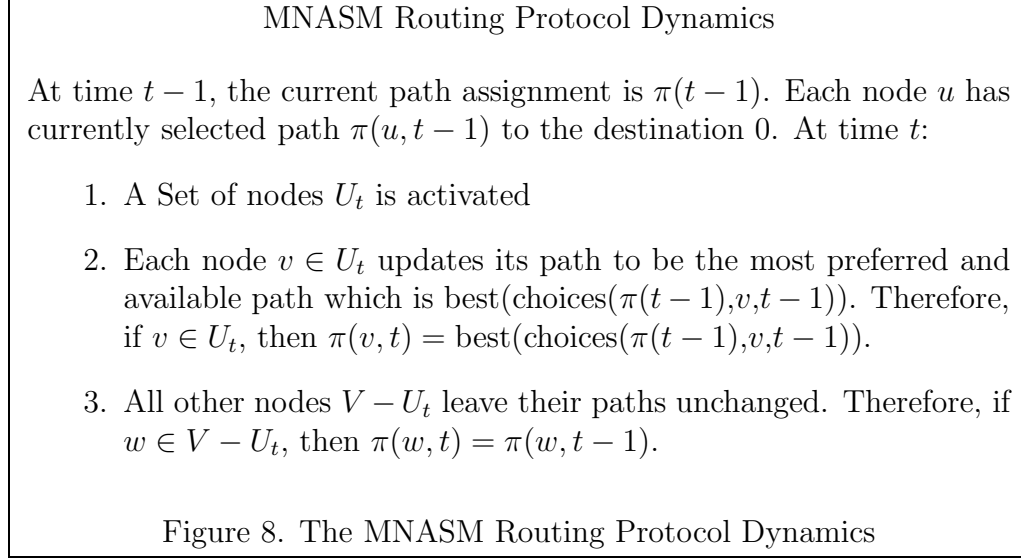 MNASM Routing Protocol Dynamics
At time t − 1, the current path assignment is π(t − 1). Each node u has
currently selected path π(u, t − 1) to the destination 0. At time t:
1. A Set of nodes U_t is activated
2. Each node v ∈ U_t updates its path to be the most preferred and
available path which is best(choices(π(t − 1),v,t − 1)). Therefore,
if v ∈ U_t, then π(v, t) = best(choices(π(t − 1),v,t − 1)).
3. All other nodes V − U_t leave their paths unchanged. Therefore, if
w ∈ V − U_t, then π(w, t) = π(w, t − 1).
Figure 8. The MNASM Routing Protocol Dynamics